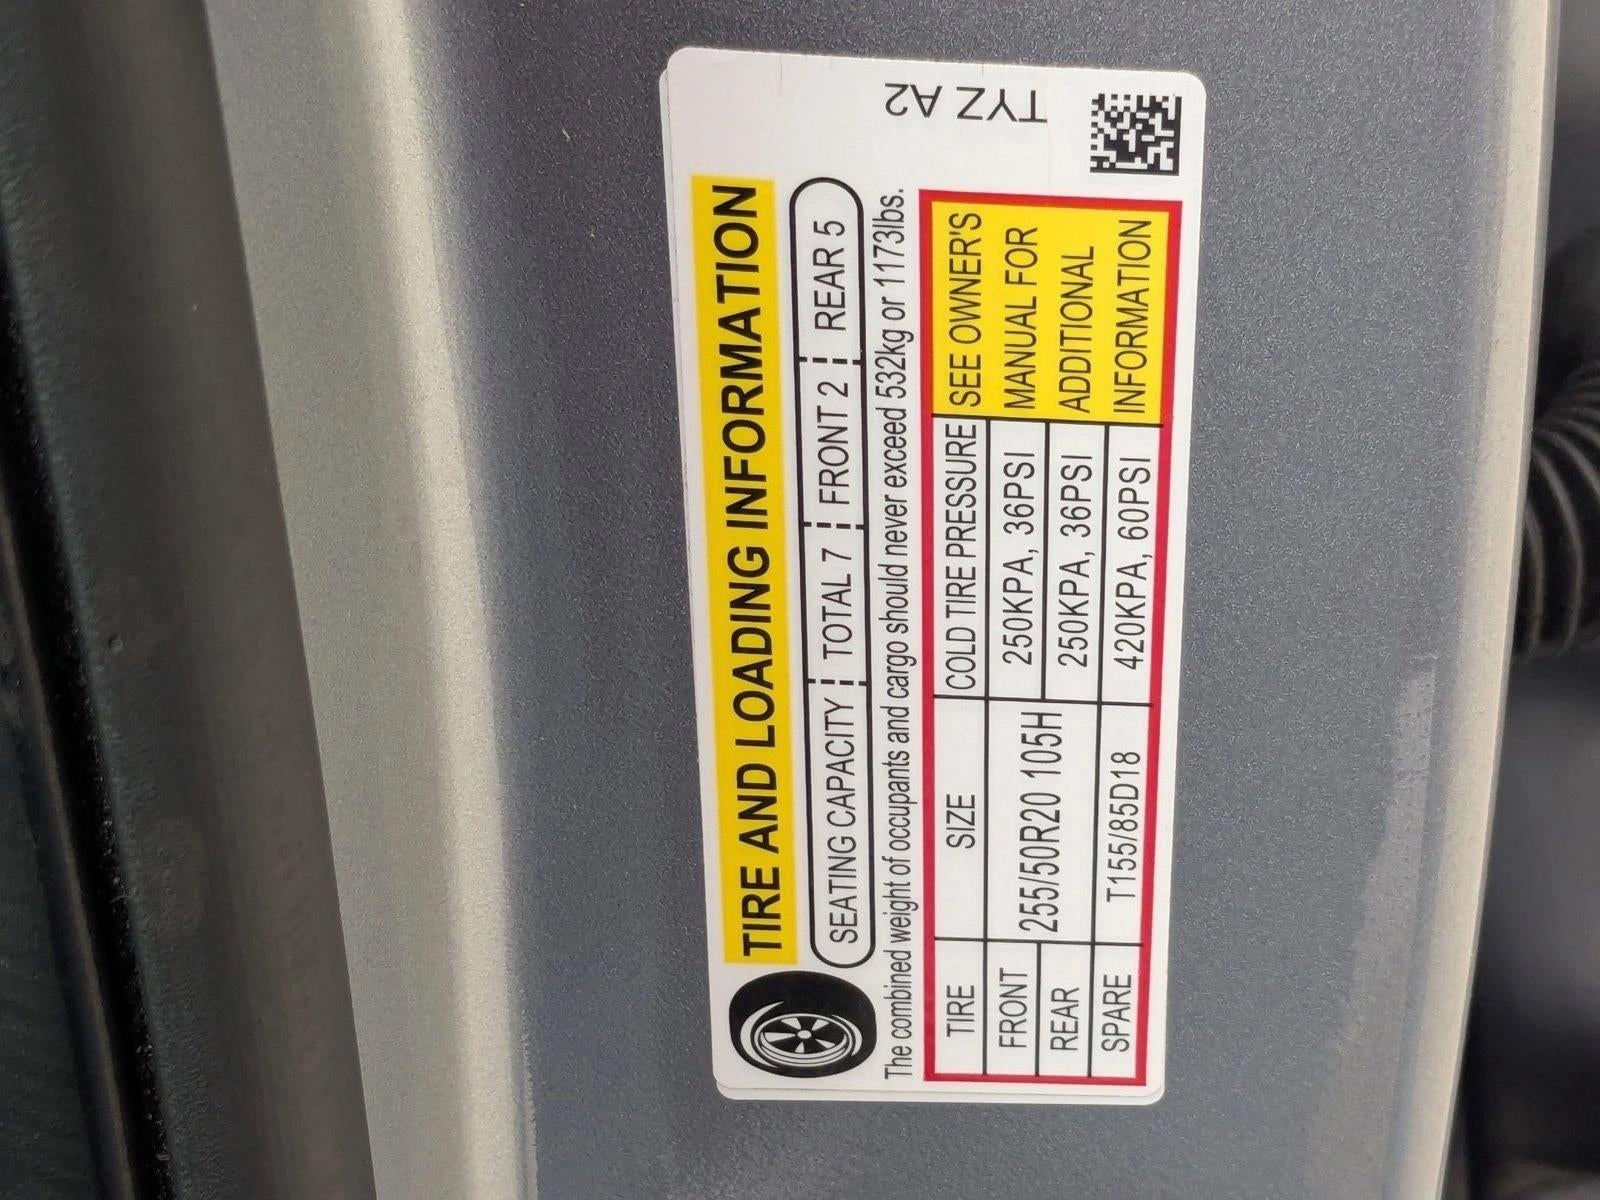 TIRE AND LOADING INFORMATION
SEATING CAPACITY TOTAL 7 FRONT 2 REAR 5
The combined weight of occupants and cargo should never exceed 532kg or 1173lbs.
TIRE SIZE COLD TIRE PRESSURE SEE OWNER'S
FRONT 255/50R20 105H 250KPA, 36PSI MANUAL FOR
REAR 250KPA, 36PSI ADDITIONAL
SPARE T155/85D18 420KPA, 60PSI INFORMATION
TYZ A2